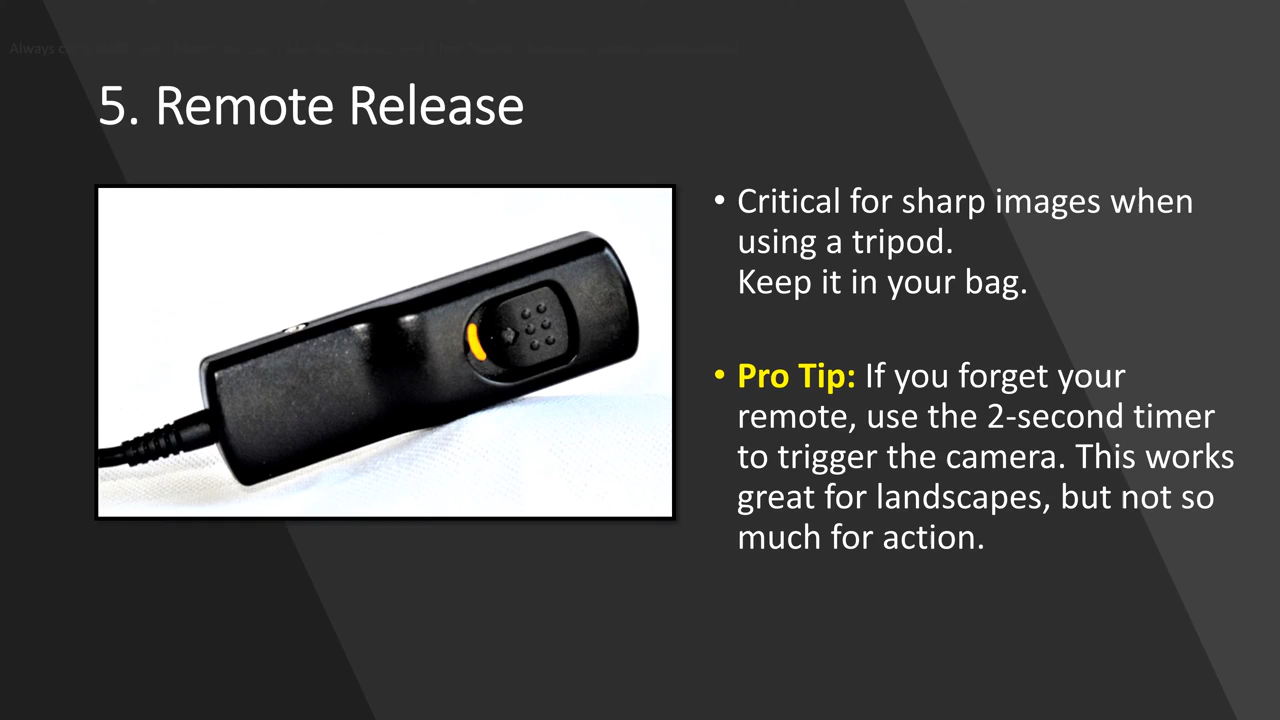 5. Remote Release
• Critical for sharp images when
using a tripod.
Keep it in your bag.
• Pro Tip: If you forget your
remote, use the 2-second timer
to trigger the camera. This works
great for landscapes, but not so
much for action.